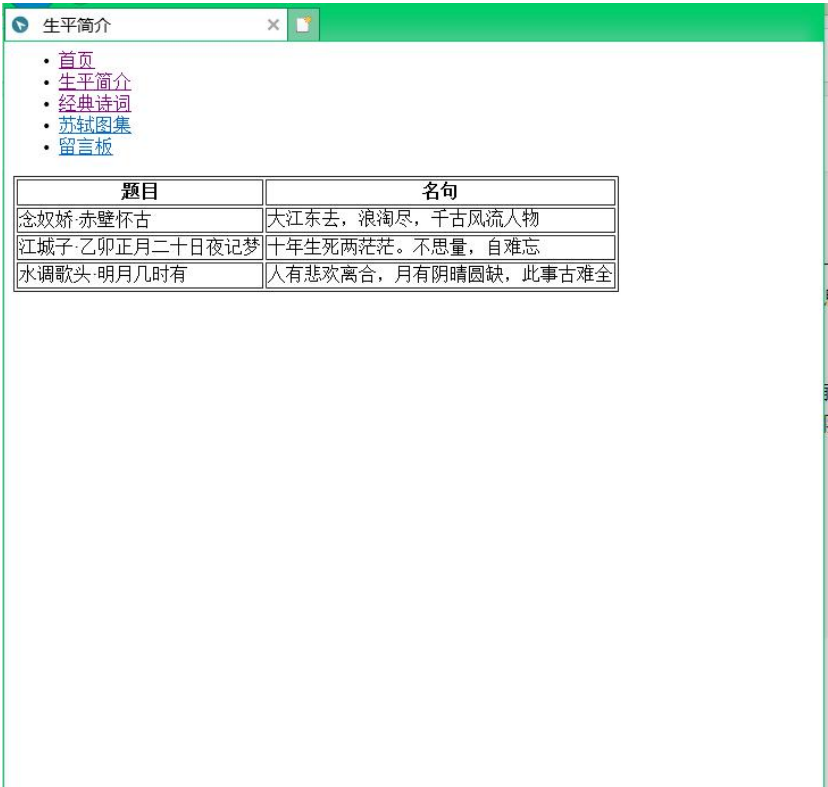 生平简介
首页
生平简介
经典诗词
苏轼图集
留言板
题目 名句
念奴娇·赤壁怀古 大江东去，浪淘尽，千古风流人物
江城子·乙卯正月二十日夜记梦 十年生死两茫茫。不思量，自难忘
水调歌头·明月几时有 人有悲欢离合，月有阴晴圆缺，此事古难全